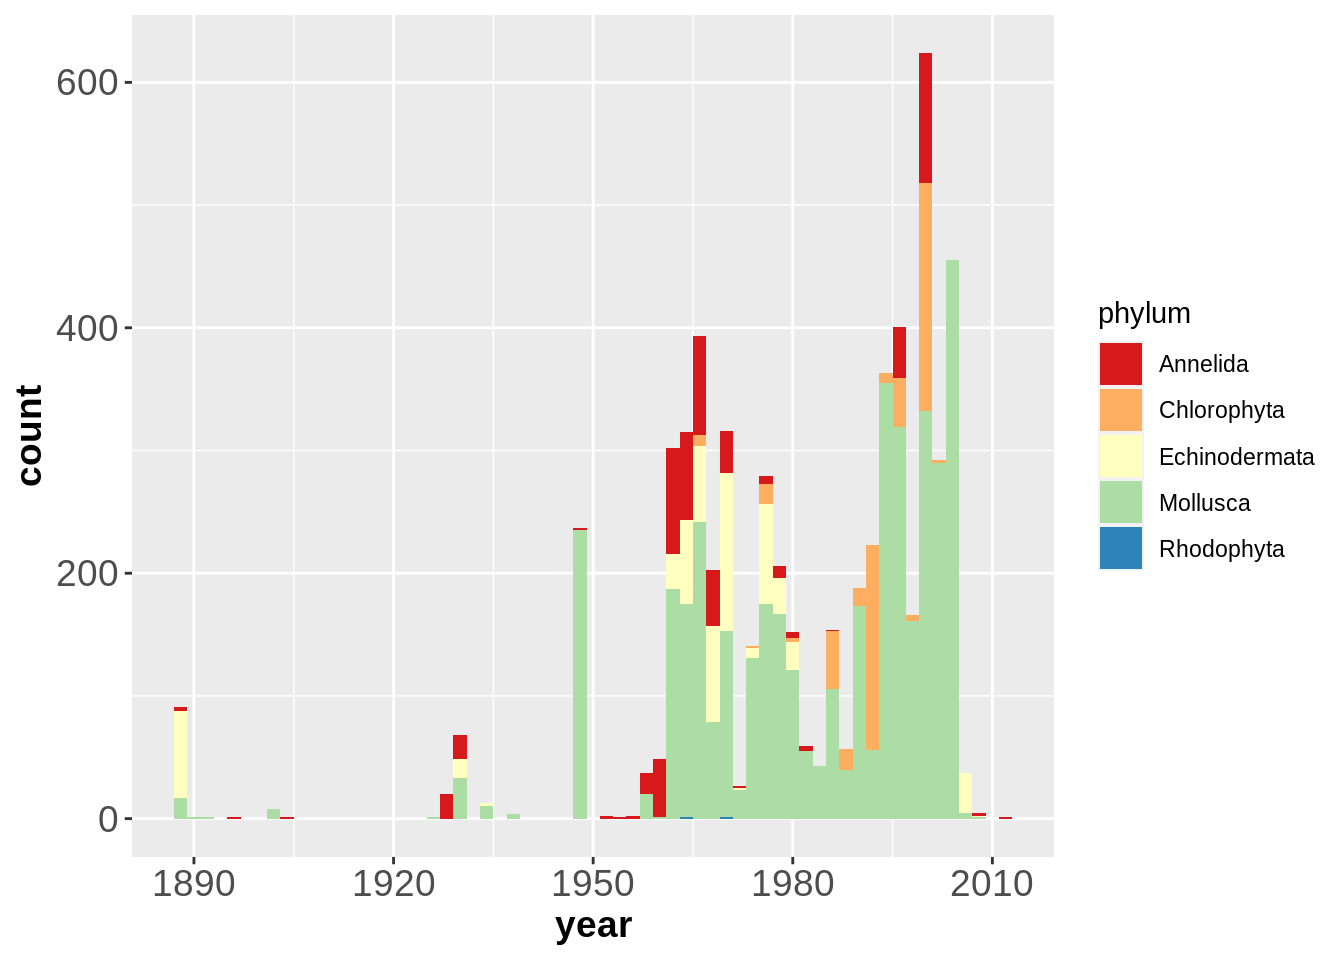 600
400
200
0
count
1890 1920 1950 1980 2010
year
phylum
Annelida
Chlorophyta
Echinodermata
Mollusca
Rhodophyta